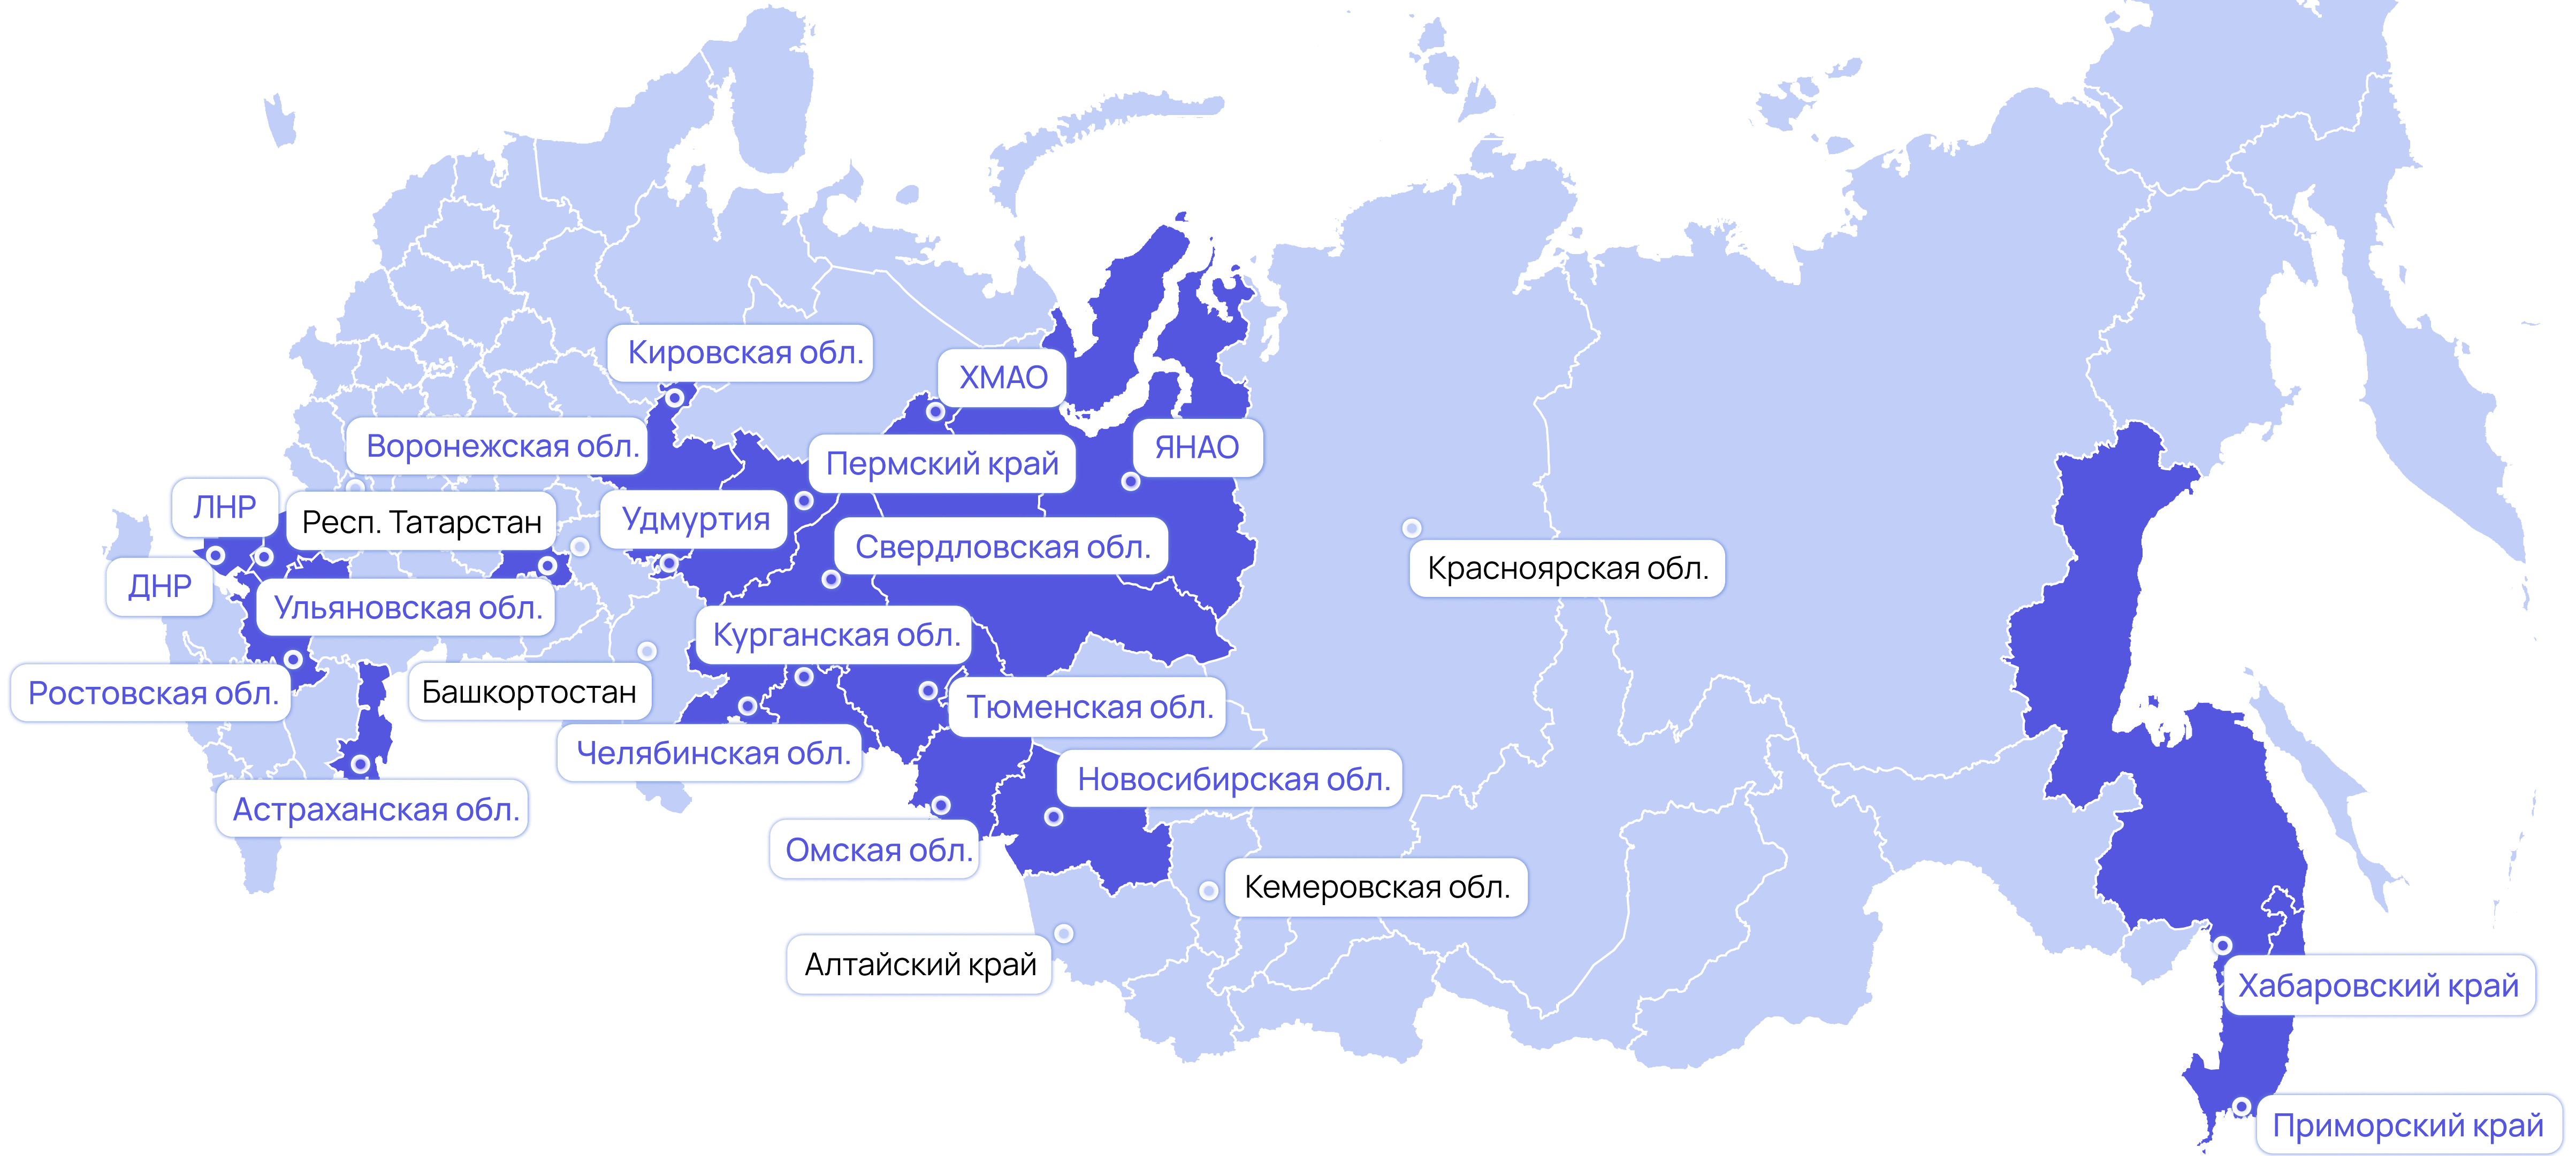 Кировская обл.
ХМАО
Воронежская обл.
Пермский край
ЯНАО
ЛНР
Респ. Татарстан
Удмуртия
Свердловская обл.
Красноярская обл.
ДНР
Ульяновская обл.
Курганская обл.
Ростовская обл.
Башкортостан
Тюменская обл.
Челябинская обл.
Новосибирская обл.
Астраханская обл.
Омская обл.
Кемеровская обл.
Алтайский край
Хабаровский край
Приморский край